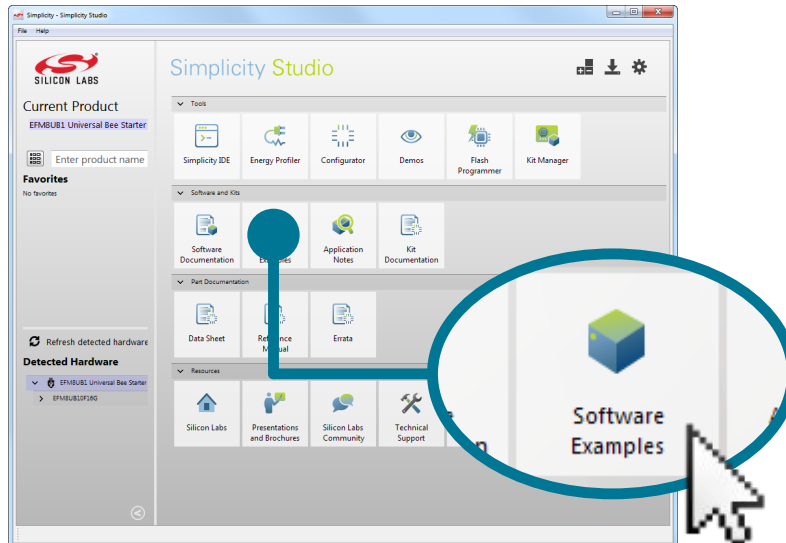 Simplicity - Simplicity Studio
File Help
SILICON LABS
Simplicity Studio
Current Product
EFM8UB1 Universal Bee Starter
Enter product name
Favorites
No favorites
Tools
Simplicity IDE
Energy Profiler
Configurator
Demos
Flash
Programmer
Kit Manager
Software and Kits
Software
Documentation
Examples
Application
Notes
Kit
Documentation
Part Documentation
Data Sheet
Reference
Manual
Errata
Resources
Silicon Labs
Presentations
and Brochures
Silicon Labs
Community
Technical
Support
Refresh detected hardware
Detected Hardware
EFM8UB1 Universal Bee Starter
EFM8UB10F16G
Software
Examples